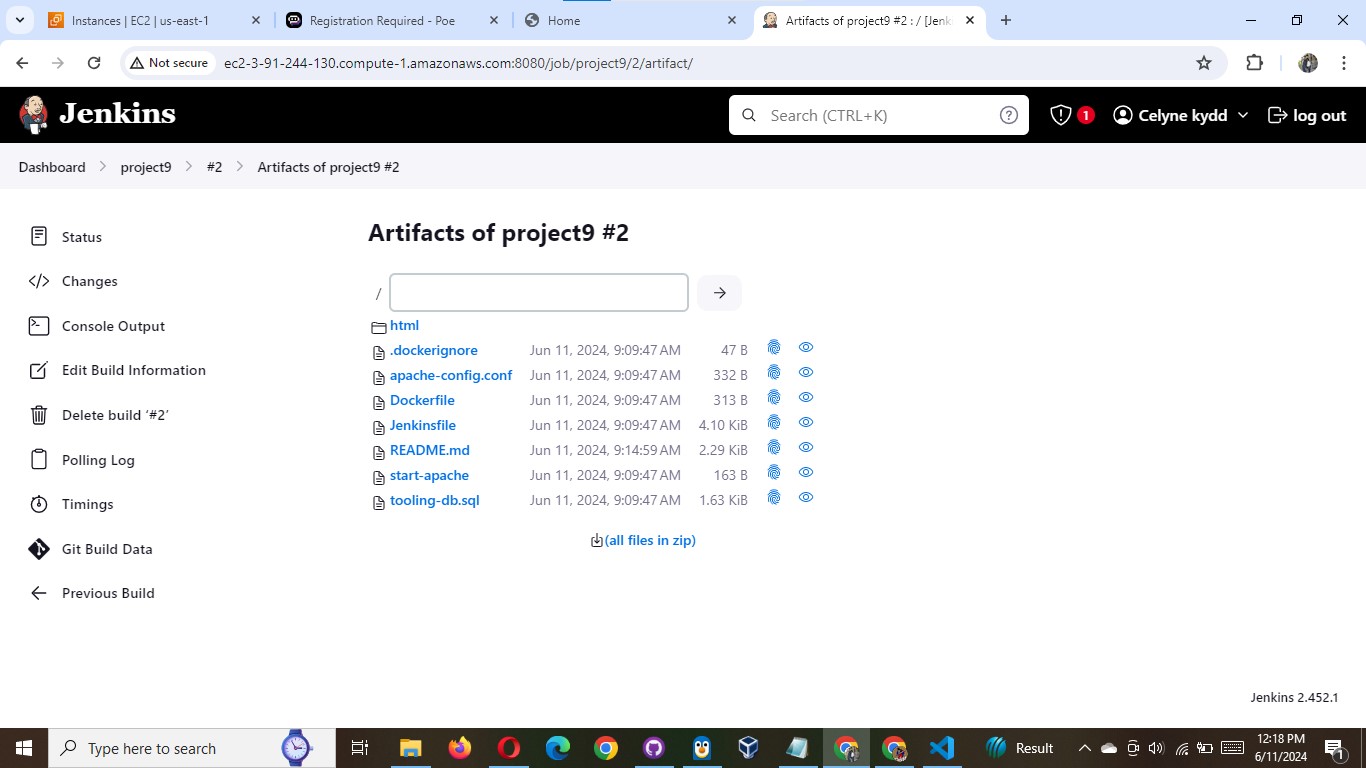 Instances | EC2 | us-east-1
Registration Required - Poe
Home
Artifacts of project9 #2 : / [Jenk
Not secure
ec2-3-91-244-130.compute-1.amazonaws.com:8080/job/project9/2/artifact/
Jenkins
Search (CTRL+K)
?
1
Celyne kydd
log out
Dashboard
project9
#2
Artifacts of project9 #2
Status
Changes
Console Output
Edit Build Information
Delete build ‘#2’
Polling Log
Timings
Git Build Data
Previous Build
Artifacts of project9 #2
/
html
.dockerignore Jun 11, 2024, 9:09:47 AM 47 B
apache-config.conf Jun 11, 2024, 9:09:47 AM 332 B
Dockerfile Jun 11, 2024, 9:09:47 AM 313 B
Jenkinsfile Jun 11, 2024, 9:09:47 AM 4.10 KiB
README.md Jun 11, 2024, 9:14:59 AM 2.29 KiB
start-apache Jun 11, 2024, 9:09:47 AM 163 B
tooling-db.sql Jun 11, 2024, 9:09:47 AM 1.63 KiB
(all files in zip)
Jenkins 2.452.1
Type here to search
Result
12:18 PM
6/11/2024
1